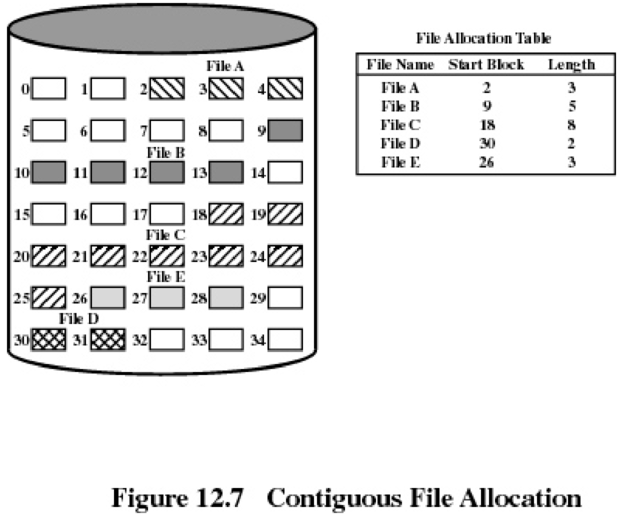 File A
0 1 2 3 4
5 6 7 8 9
File B
10 11 12 13 14
15 16 17 18 19
File C
20 21 22 23 24
File E
25 26 27 28 29
File D
30 31 32 33 34
File Allocation Table
File Name Start Block Length
File A 2 3
File B 9 5
File C 18 8
File D 30 2
File E 26 3
Figure 12.7 Contiguous File Allocation